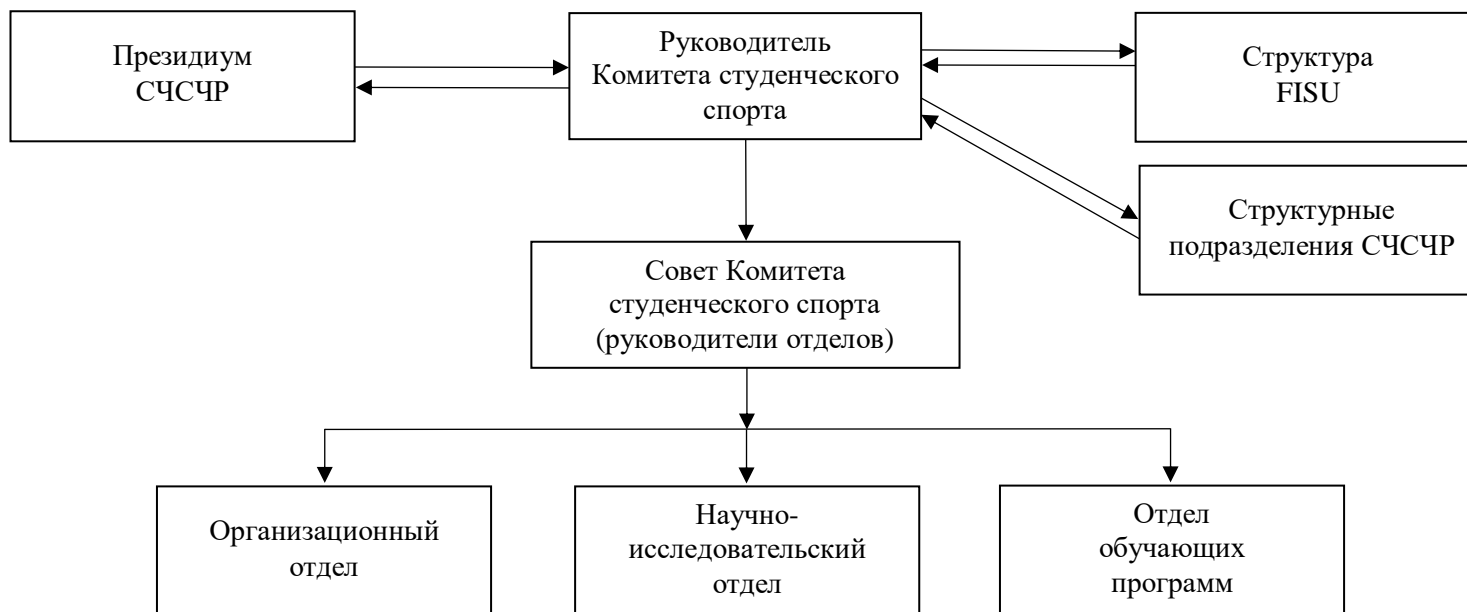 Президиум
СЧСЧР
Руководитель
Комитета студенческого
спорта
Структура
FISU
Структурные
подразделения СЧСЧР
Совет Комитета
студенческого спорта
(руководители отделов)
Организационный
отдел
Научно-
исследовательский
отдел
Отдел
обучающих
программ